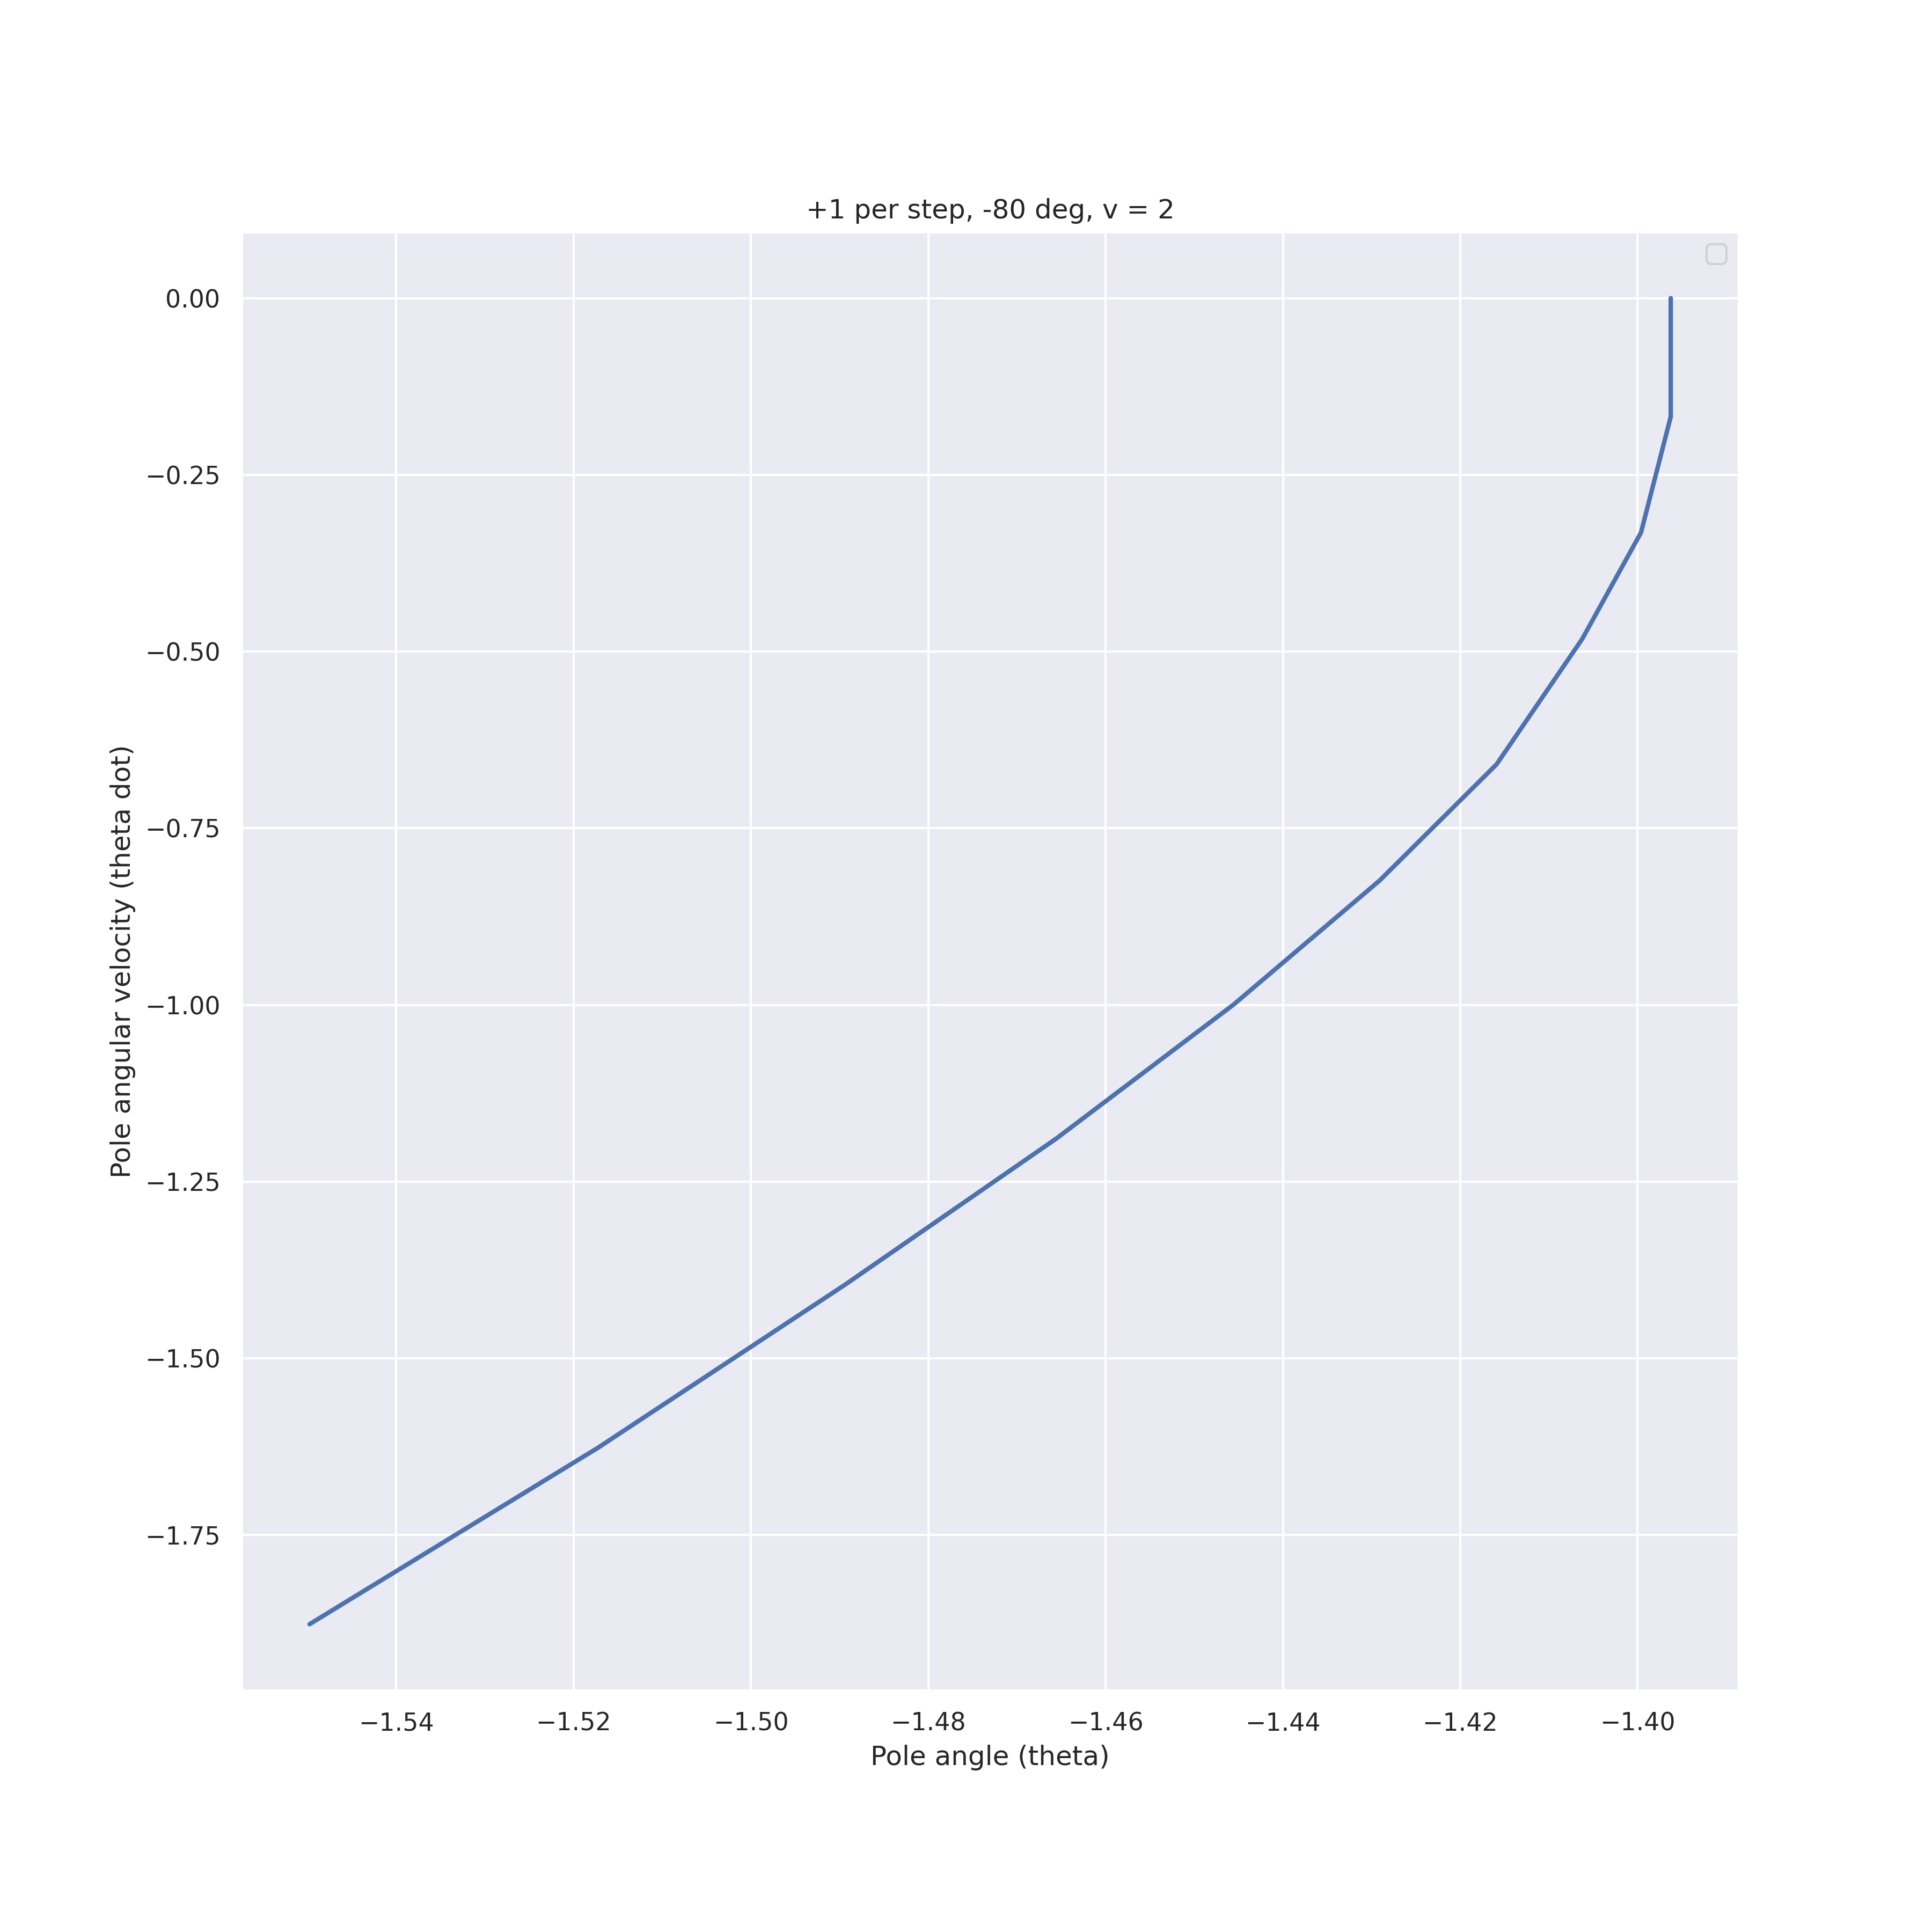 +1 per step, -80 deg, v = 2
0.00
−0.25
−0.50
−0.75
−1.00
−1.25
−1.50
−1.75
Pole angular velocity (theta dot)
−1.54 −1.52 −1.50 −1.48 −1.46 −1.44 −1.42 −1.40
Pole angle (theta)